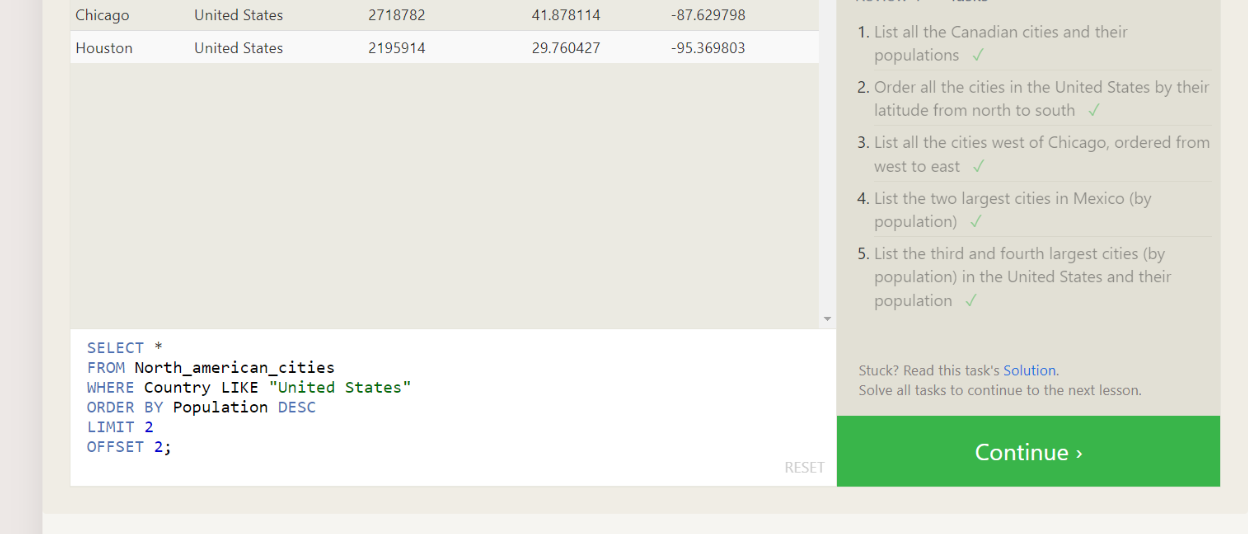 Chicago United States 2718782 41.878114 -87.629798
Houston United States 2195914 29.760427 -95.369803
SELECT *
FROM North_american_cities
WHERE Country LIKE "United States"
ORDER BY Population DESC
LIMIT 2
OFFSET 2;
RESET
1. List all the Canadian cities and their
populations ✓
2. Order all the cities in the United States by their
latitude from north to south ✓
3. List all the cities west of Chicago, ordered from
west to east ✓
4. List the two largest cities in Mexico (by
population) ✓
5. List the third and fourth largest cities (by
population) in the United States and their
population ✓
Stuck? Read this task's Solution.
Solve all tasks to continue to the next lesson.
Continue ›